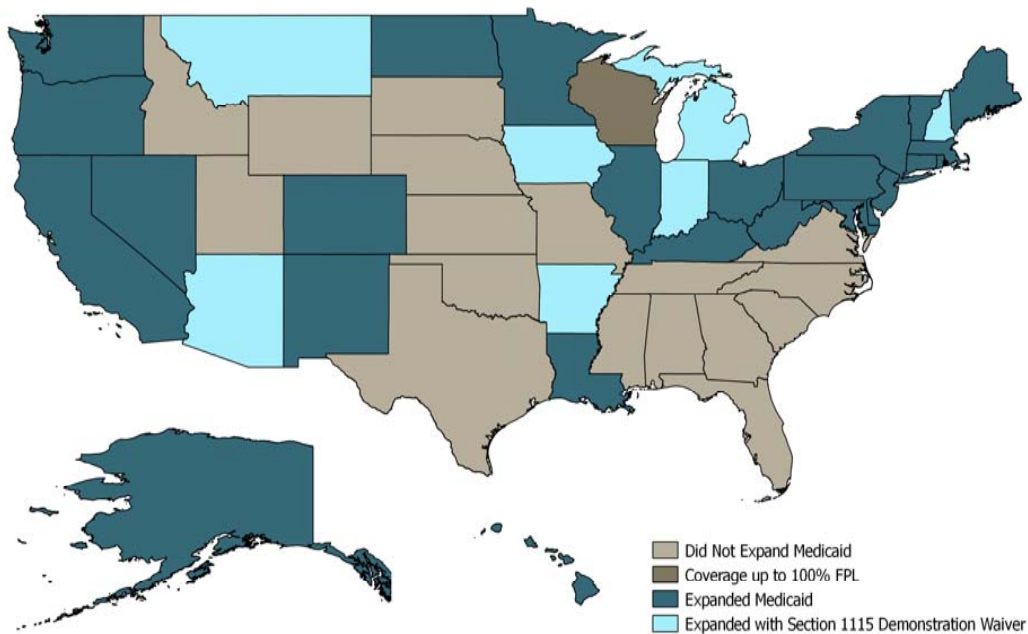 Did Not Expand Medicaid
Coverage up to 100% FPL
Expanded Medicaid
Expanded with Section 1115 Demonstration Waiver